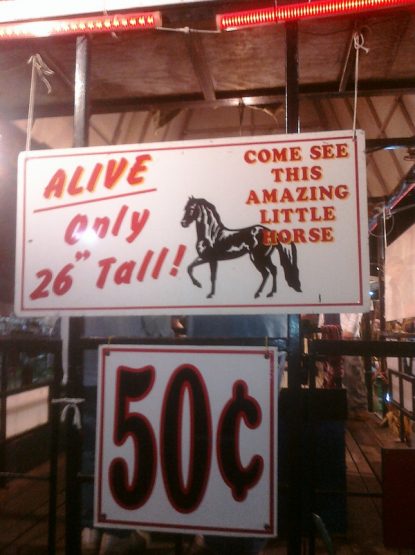 ALIVE
Only
26" Tall!
COME SEE
THIS
AMAZING
LITTLE
HORSE
50¢